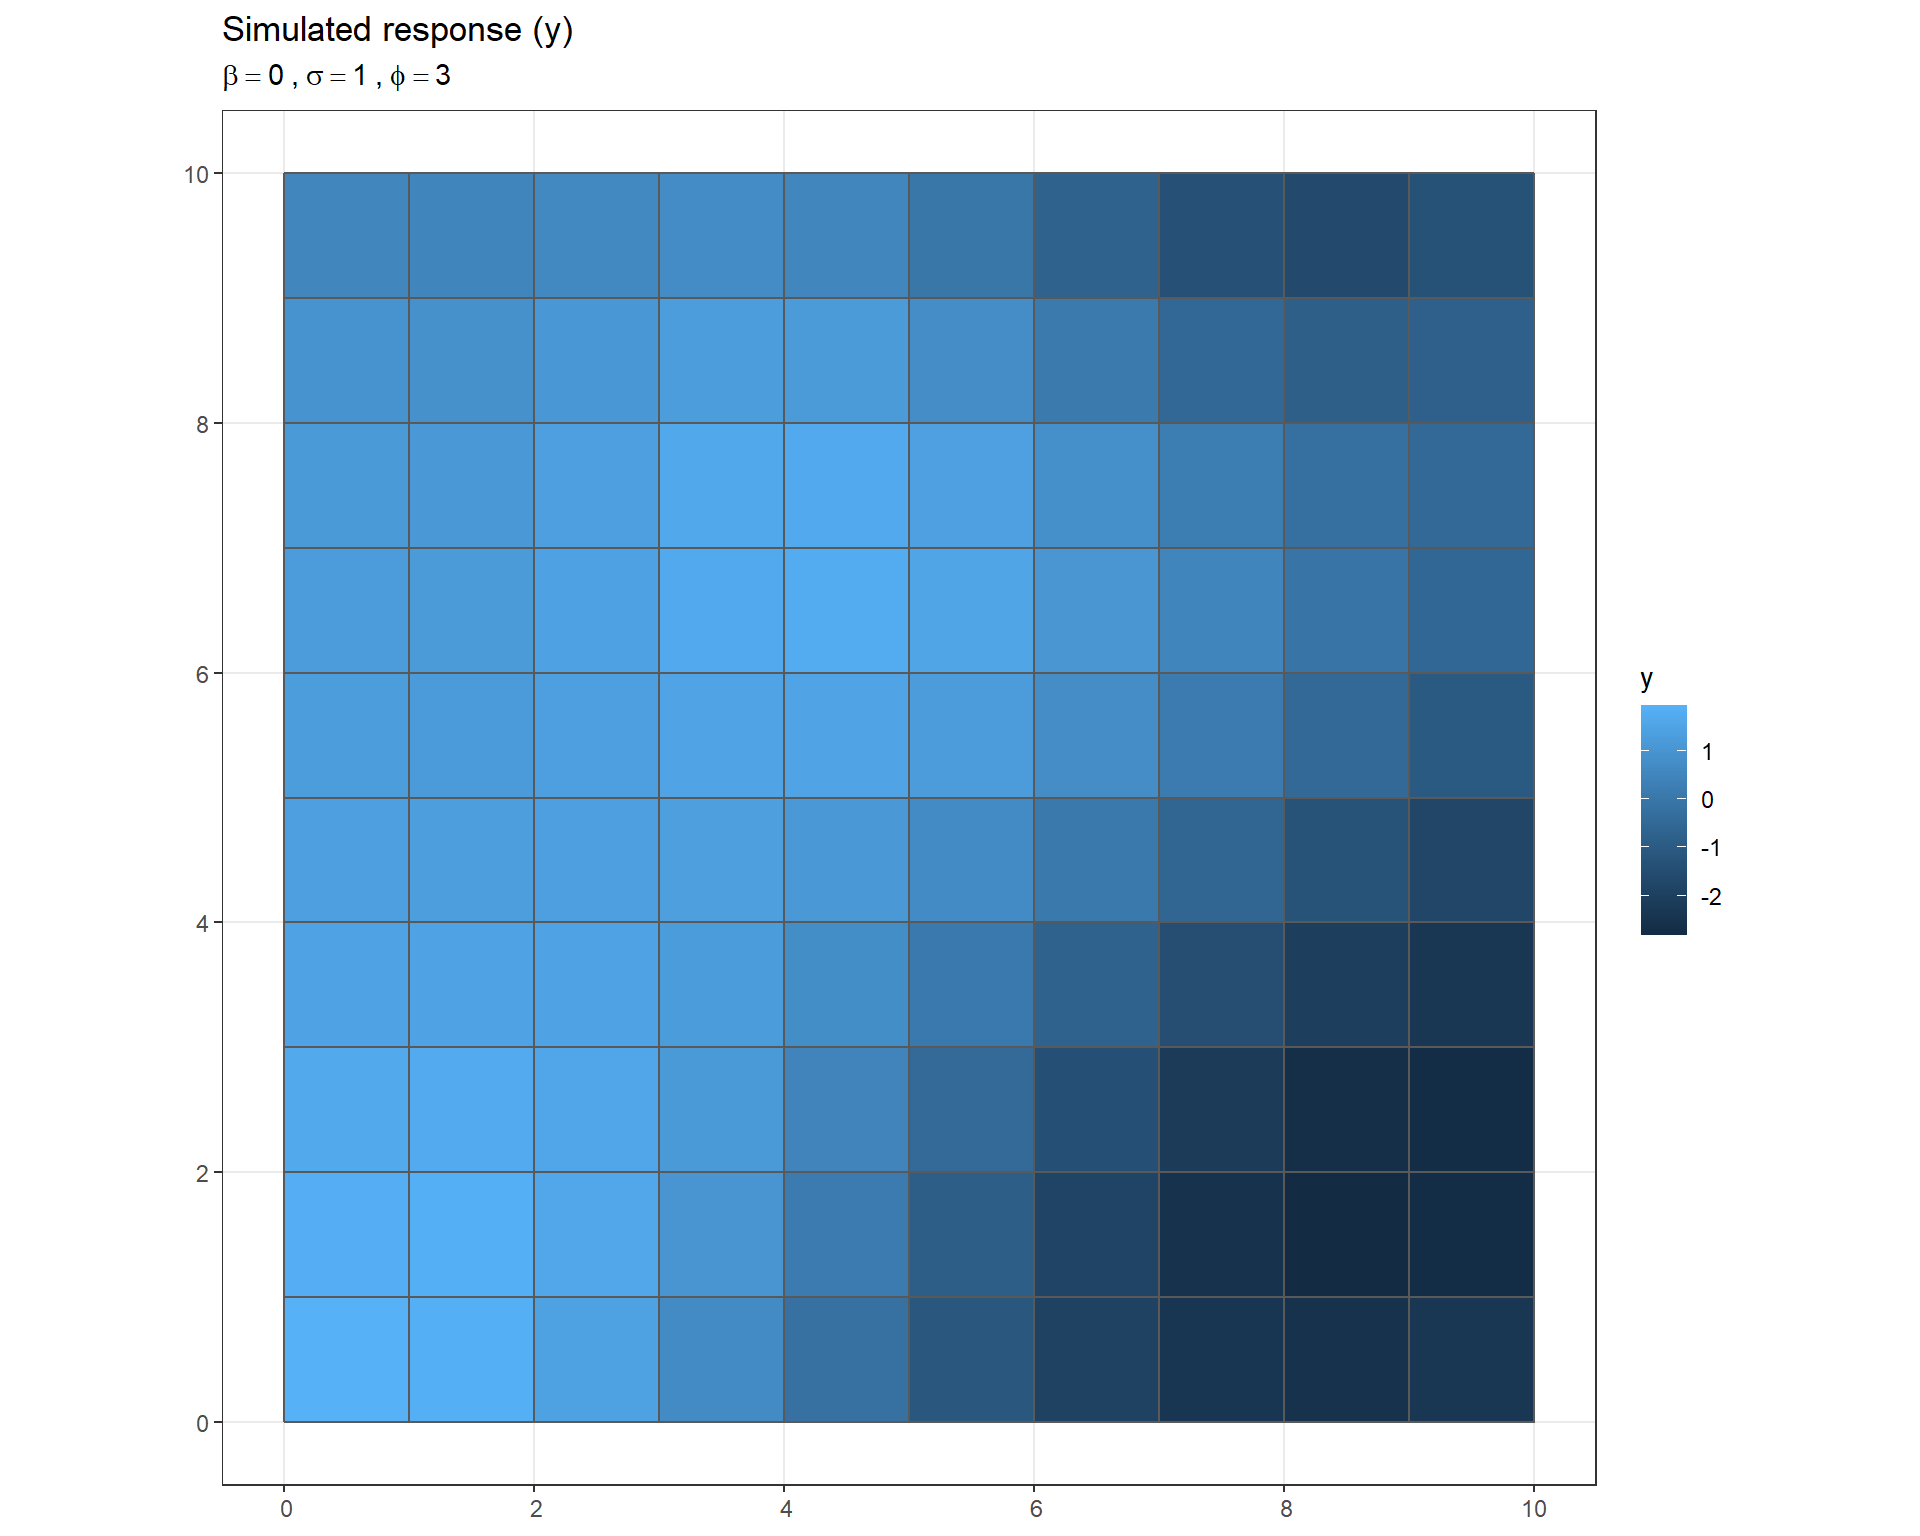 Simulated response (y)
β = 0 , σ = 1 , ϕ = 3
10
8
6
4
2
0
0 2 4 6 8 10
y
1
0
-1
-2